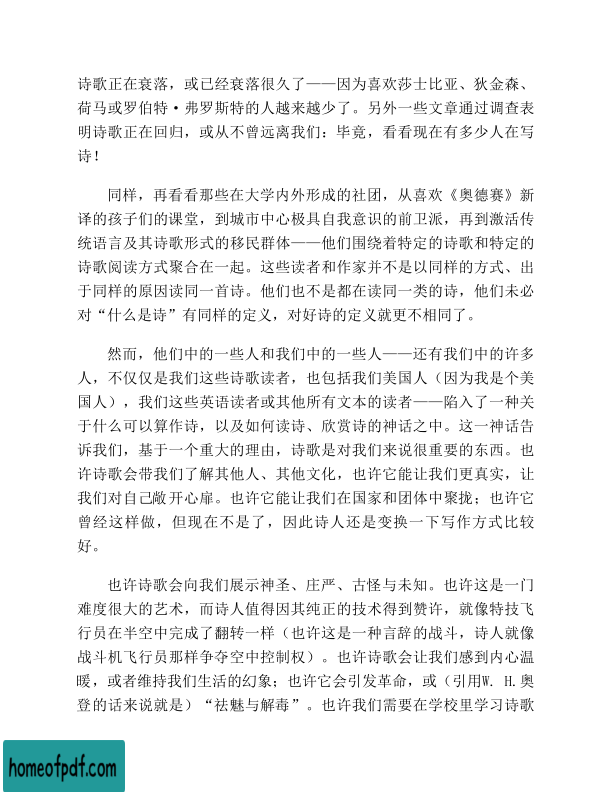 诗歌正在衰落，或已经衰落很久了——因为喜欢莎士比亚、狄金森、
荷马或罗伯特·弗罗斯特的人越来越少了。另外一些文章通过调查表
明诗歌正在回归，或从不曾远离我们：毕竟，看看现在有多少人在写
诗！
同样，再看看那些在大学内外形成的社团，从喜欢《奥德赛》新
译的孩子们的课堂，到城市中心极具自我意识的前卫派，再到激活传
统语言及其诗歌形式的移民群体——他们围绕着特定的诗歌和特定的
诗歌阅读方式聚合在一起。这些读者和作家并不是以同样的方式、出
于同样的原因读同一首诗。他们也不是都在读同一类的诗，他们未必
对“什么是诗”有同样的定义，对好诗的定义就更不相同了。
然而，他们中的一些人和我们中的一些人——还有我们中的许多
人，不仅仅是我们这些诗歌读者，也包括我们美国人（因为我是个美
国人），我们这些英语读者或其他所有文本的读者——陷入了一种关
于什么可以算作诗，以及如何读诗、欣赏诗的神话之中。这一神话告
诉我们，基于一个重大的理由，诗歌是对我们来说很重要的东西。也
许诗歌会带我们了解其他人、其他文化，也许它能让我们更真实，让
我们对自己敞开心扉。也许它能让我们在国家和团体中聚拢；也许它
曾经这样做，但现在不是了，因此诗人还是变换一下写作方式比较
好。
也许诗歌会向我们展示神圣、庄严、古怪与未知。也许这是一门
难度很大的艺术，而诗人值得因其纯正的技术得到赞许，就像特技飞
行员在半空中完成了翻转一样（也许这是一种言辞的战斗，诗人就像
战斗机飞行员那样争夺空中控制权）。也许诗歌会让我们感到内心温
暖，或者维持我们生活的幻象；也许它会引发革命，或（引用W. H.奥
登的话来说就是）“祛魅与解毒”。也许我们需要在学校里学习诗歌
homeofpdf.com